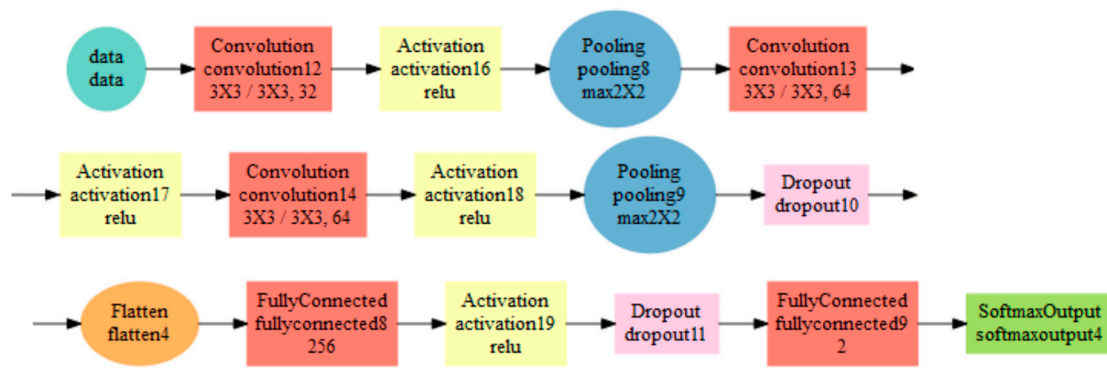 data
data
Convolution
convolution12
3X3 / 3X3, 32
Activation
activation16
relu
Pooling
pooling8
max2X2
Convolution
convolution13
3X3 / 3X3, 64
Activation
activation17
relu
Convolution
convolution14
3X3 / 3X3, 64
Activation
activation18
relu
Pooling
pooling9
max2X2
Dropout
dropout10
Flatten
flatten4
FullyConnected
fullyconnected8
256
Activation
activation19
relu
Dropout
dropout11
FullyConnected
fullyconnected9
2
SoftmaxOutput
softmaxoutput4